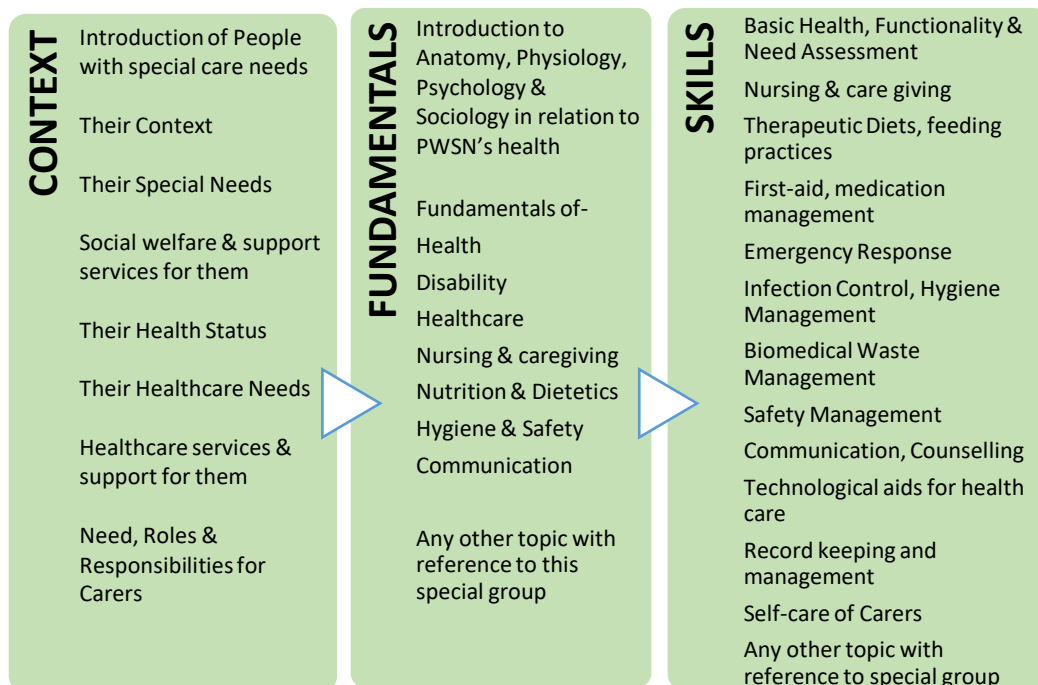 CONTEXT
Introduction of People
with special care needs
Their Context
Their Special Needs
Social welfare & support
services for them
Their Health Status
Their Healthcare Needs
Healthcare services &
support for them
Need, Roles &
Responsibilities for
Carers
FUNDAMENTALS
Introduction to
Anatomy, Physiology,
Psychology &
Sociology in relation to
PWSN’s health
Fundamentals of-
Health
Disability
Healthcare
Nursing & caregiving
Nutrition & Dietetics
Hygiene & Safety
Communication
Any other topic with
reference to this
special group
SKILLS
Basic Health, Functionality &
Need Assessment
Nursing & care giving
Therapeutic Diets, feeding
practices
First-aid, medication
management
Emergency Response
Infection Control, Hygiene
Management
Biomedical Waste
Management
Safety Management
Communication, Counselling
Technological aids for health
care
Record keeping and
management
Self-care of Carers
Any other topic with
reference to special group